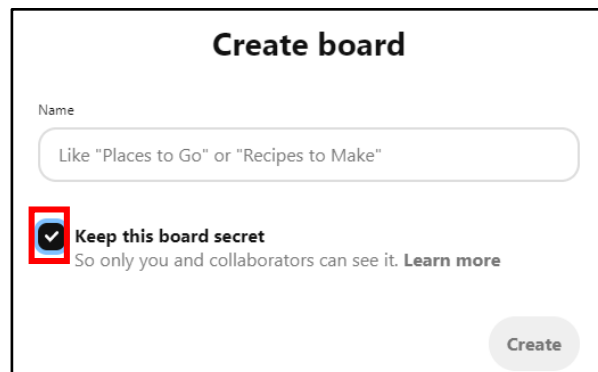 Create board
Name
Like "Places to Go" or "Recipes to Make"
Keep this board secret
So only you and collaborators can see it. Learn more
Create